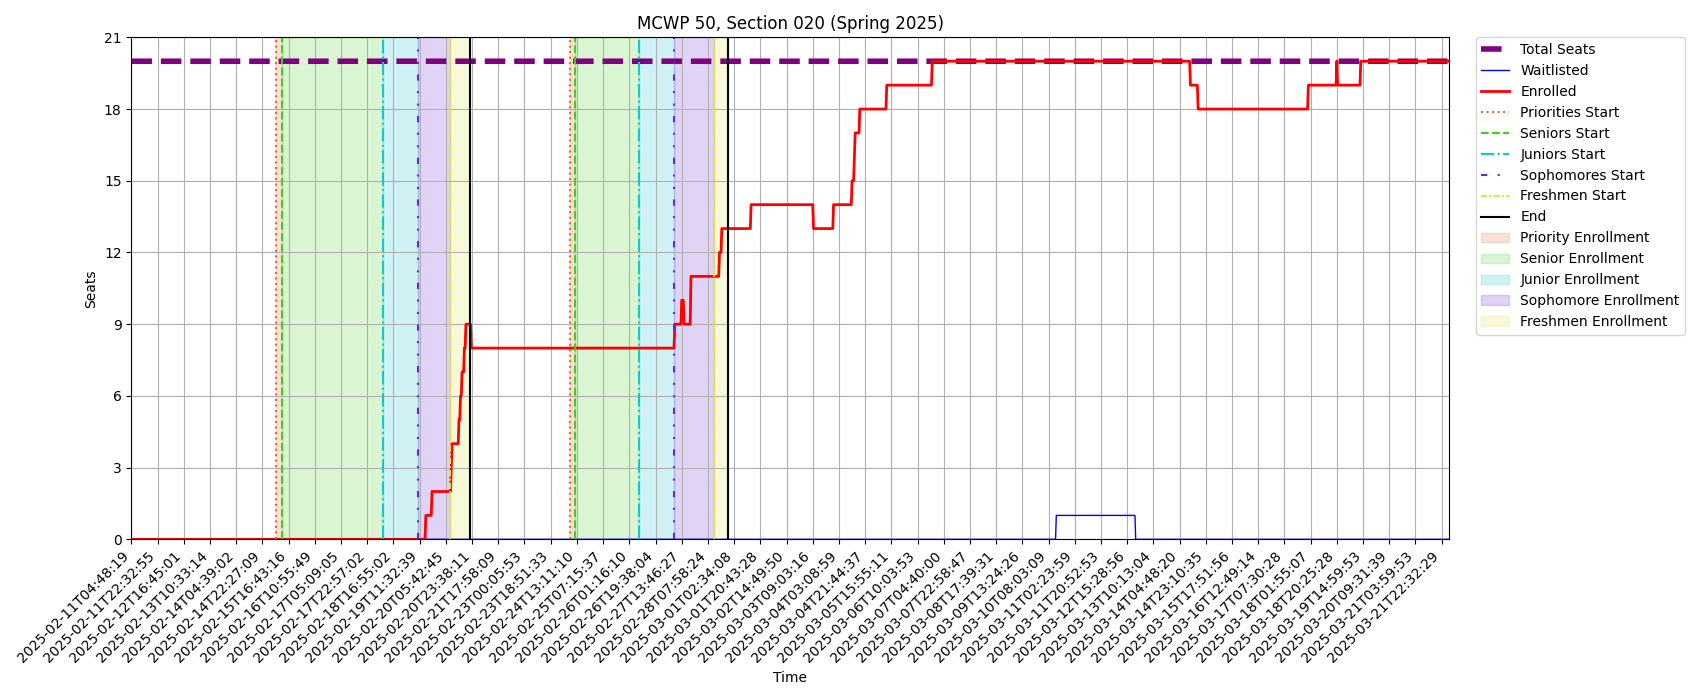 MCWP 50, Section 020 (Spring 2025)
Seats
21
18
15
12
9
6
3
0
2025-02-11T04:48:19
2025-02-11T22:32:55
2025-02-12T16:45:01
2025-02-13T10:33:14
2025-02-14T04:39:02
2025-02-14T22:27:09
2025-02-15T16:43:16
2025-02-16T10:55:49
2025-02-17T05:09:05
2025-02-17T22:57:02
2025-02-18T16:55:02
2025-02-19T11:32:39
2025-02-20T05:42:45
2025-02-20T23:38:11
2025-02-21T17:58:09
2025-02-23T00:05:53
2025-02-23T18:51:33
2025-02-24T13:11:10
2025-02-25T07:15:37
2025-02-26T01:16:10
2025-02-26T19:38:04
2025-02-27T13:46:27
2025-02-28T07:58:24
2025-03-01T02:34:08
2025-03-01T20:43:28
2025-03-02T14:49:50
2025-03-03T09:03:16
2025-03-04T03:08:59
2025-03-04T21:44:37
2025-03-05T15:55:11
2025-03-06T10:03:53
2025-03-07T04:40:00
2025-03-07T22:58:47
2025-03-08T17:39:31
2025-03-09T13:24:26
2025-03-10T08:03:09
2025-03-11T02:23:59
2025-03-11T20:52:53
2025-03-12T15:28:56
2025-03-13T10:13:04
2025-03-14T04:48:20
2025-03-14T23:10:35
2025-03-15T17:51:56
2025-03-16T12:49:14
2025-03-17T07:30:28
2025-03-18T01:55:07
2025-03-18T20:25:28
2025-03-19T14:59:53
2025-03-20T09:31:39
2025-03-21T03:59:53
2025-03-21T22:32:29
Time
Total Seats
Waitlisted
Enrolled
Priorities Start
Seniors Start
Juniors Start
Sophomores Start
Freshmen Start
End
Priority Enrollment
Senior Enrollment
Junior Enrollment
Sophomore Enrollment
Freshmen Enrollment